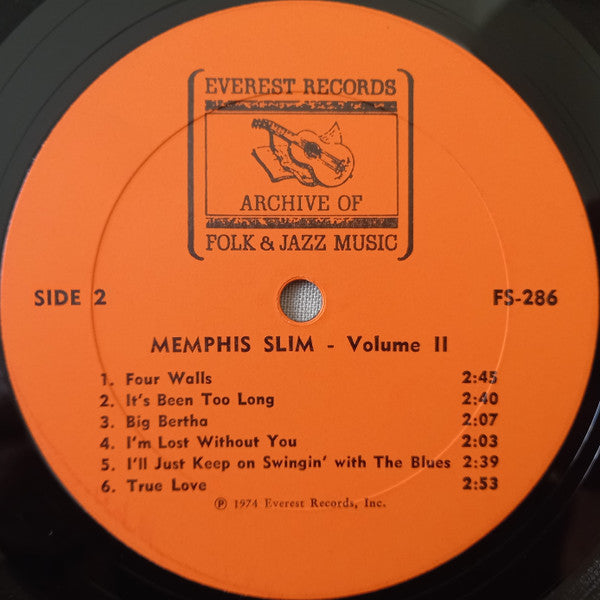 EVEREST RECORDS
ARCHIVE OF
FOLK & JAZZ MUSIC
SIDE 2 FS-286
MEMPHIS SLIM - Volume II
1. Four Walls 2:45
2. It's Been Too Long 2:40
3. Big Bertha 2:07
4. I'm Lost Without You 2:03
5. I'll Just Keep on Swingin' with The Blues 2:39
6. True Love 2:53
℗ 1974 Everest Records, Inc.